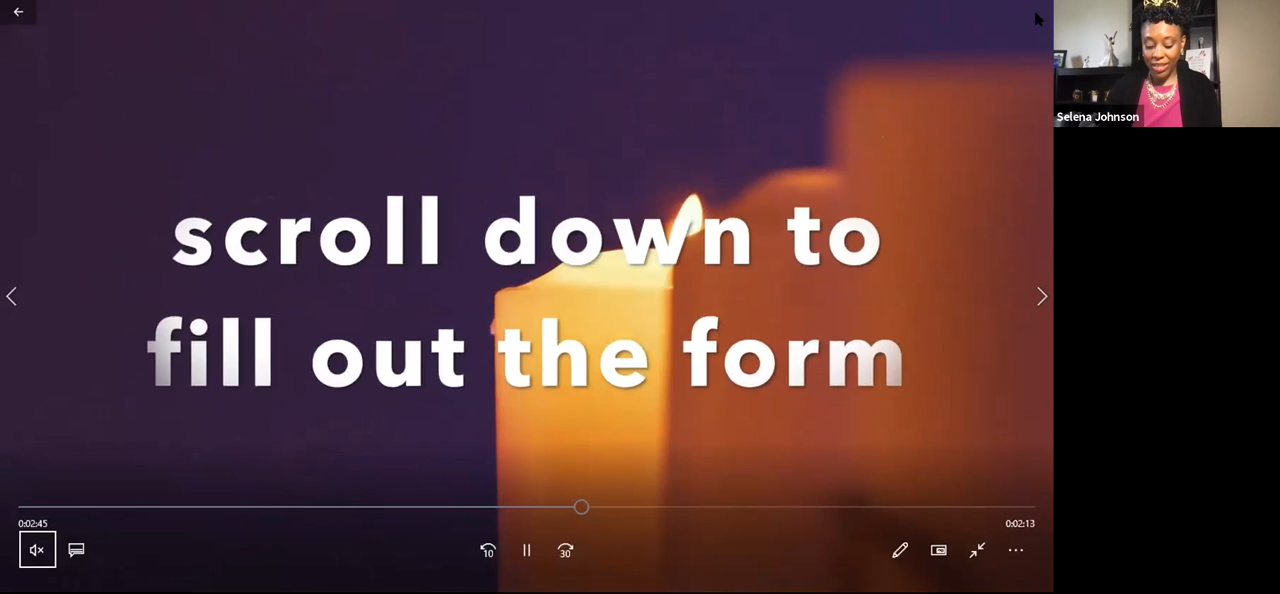 Selena Johnson
scroll down to
fill out the form
0:02:45
0:02:13
10
30